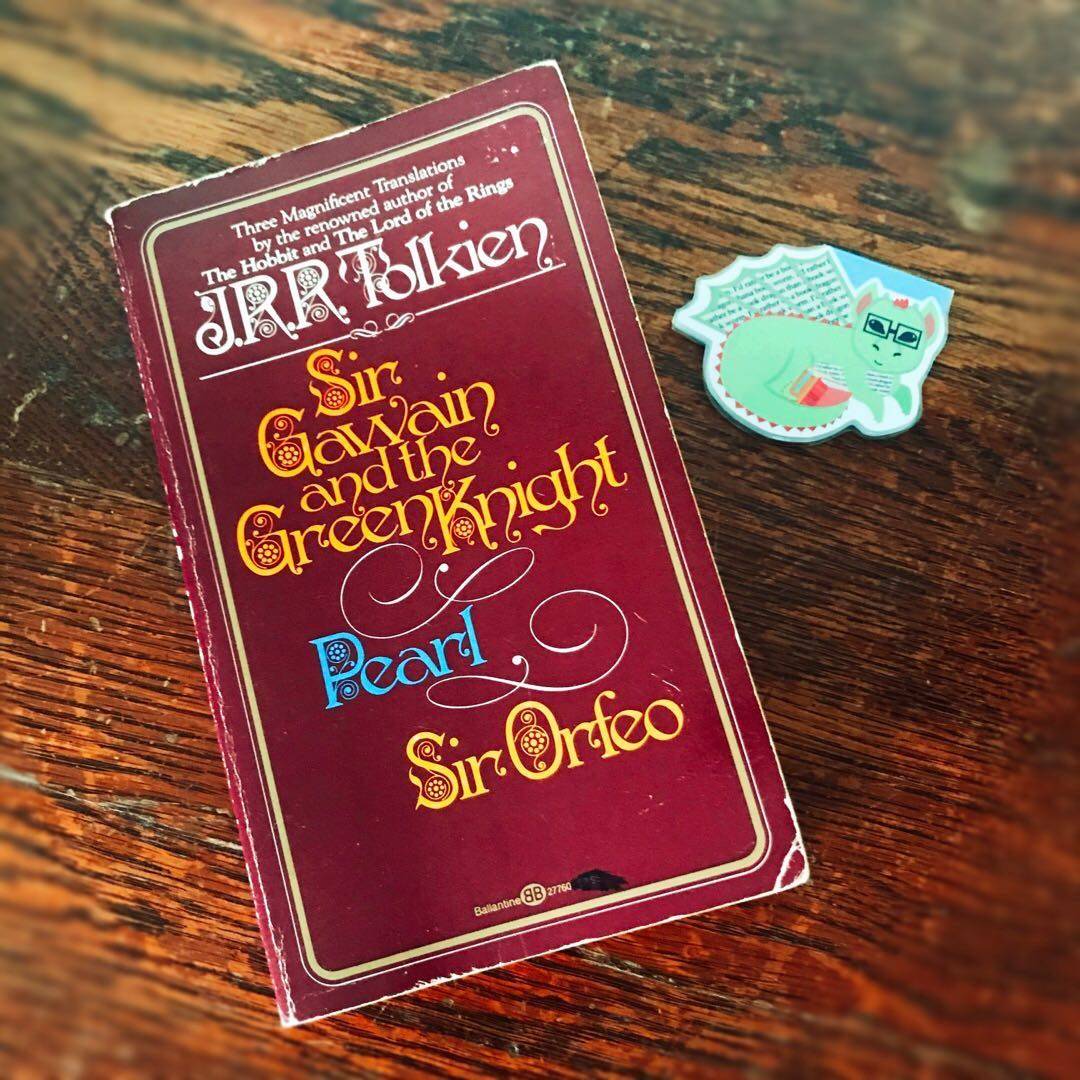 Three Magnificent Translations
by the renowned author of
The Hobbit and The Lord of the Rings
J.R.R. Tolkien
Sir
Gawain
and the
Green Knight
Pearl
Sir Orfeo
Ballantine BB 27760